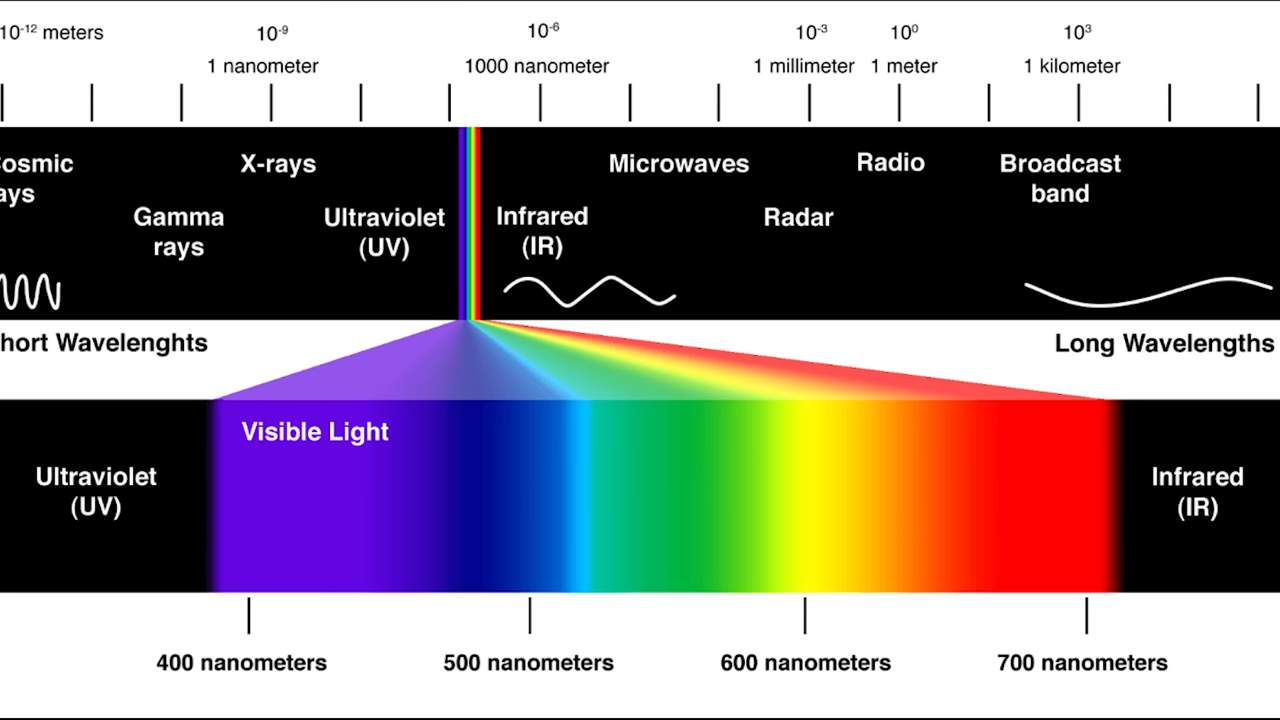 10⁻¹² meters
10⁻⁹
10⁻⁶
10⁻³
10⁰
10³
1 nanometer
1000 nanometer
1 millimeter
1 meter
1 kilometer
osmic
ays
Gamma
rays
X-rays
Ultraviolet
(UV)
Infrared
(IR)
Microwaves
Radar
Radio
Broadcast
band
hort Wavelenghts
Long Wavelengths
Visible Light
Ultraviolet
(UV)
Infrared
(IR)
400 nanometers
500 nanometers
600 nanometers
700 nanometers